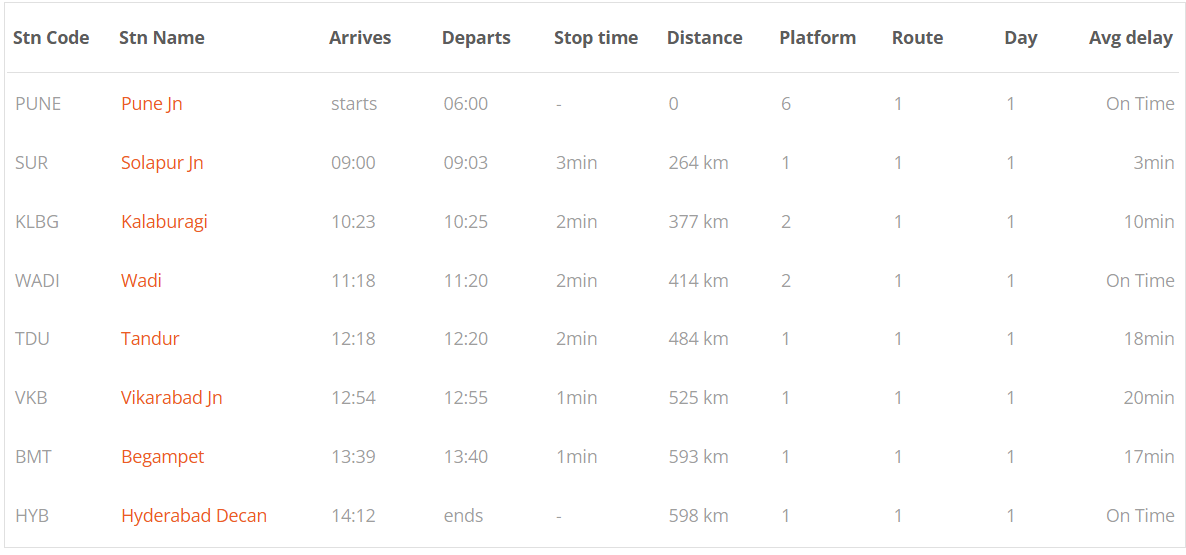 Stn Code Stn Name Arrives Departs Stop time Distance Platform Route Day Avg delay
PUNE Pune Jn starts 06:00 - 0 6 1 1 On Time
SUR Solapur Jn 09:00 09:03 3min 264 km 1 1 1 3min
KLBG Kalaburagi 10:23 10:25 2min 377 km 2 1 1 10min
WADI Wadi 11:18 11:20 2min 414 km 2 1 1 On Time
TDU Tandur 12:18 12:20 2min 484 km 1 1 1 18min
VKB Vikarabad Jn 12:54 12:55 1min 525 km 1 1 1 20min
BMT Begampet 13:39 13:40 1min 593 km 1 1 1 17min
HYB Hyderabad Decan 14:12 ends - 598 km 1 1 1 On Time